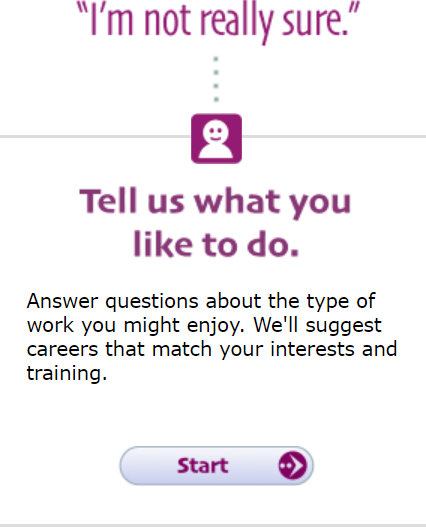 “I’m not really sure.”
Tell us what you
like to do.
Answer questions about the type of
work you might enjoy. We'll suggest
careers that match your interests and
training.
Start